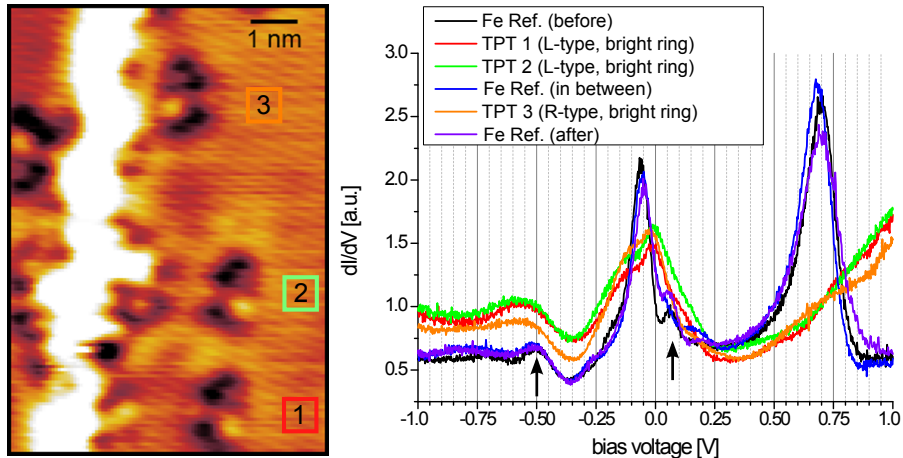 1 nm
3
2
1
Fe Ref. (before)
TPT 1 (L-type, bright ring)
TPT 2 (L-type, bright ring)
Fe Ref. (in between)
TPT 3 (R-type, bright ring)
Fe Ref. (after)
dI/dV [a.u.]
3.0
2.5
2.0
1.5
1.0
0.5
-1.0 -0.75 -0.50 -0.25 0.0 0.25 0.50 0.75 1.0
bias voltage [V]